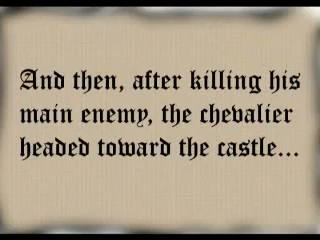 And then, after killing his
main enemy, the chevalier
headed toward the castle...